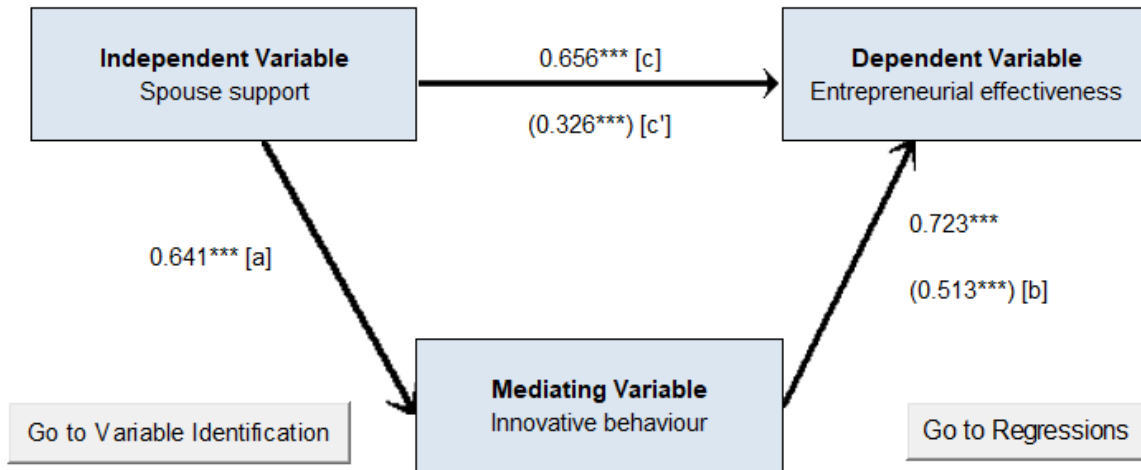 Independent Variable
Spouse support
0.656*** [c]
(0.326***) [c']
Dependent Variable
Entrepreneurial effectiveness
0.641*** [a]
0.723***
(0.513***) [b]
Mediating Variable
Innovative behaviour
Go to Variable Identification
Go to Regressions